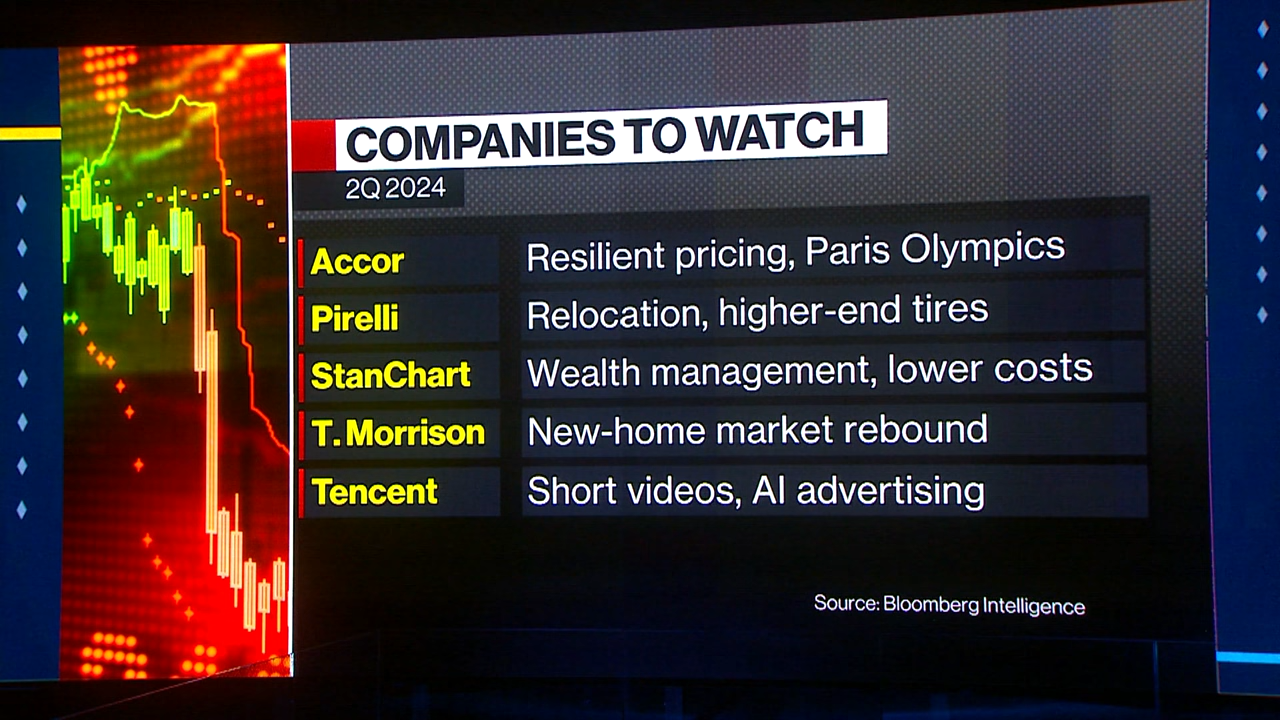 COMPANIES TO WATCH
2Q 2024
Accor Resilient pricing, Paris Olympics
Pirelli Relocation, higher-end tires
StanChart Wealth management, lower costs
T. Morrison New-home market rebound
Tencent Short videos, AI advertising
Source: Bloomberg Intelligence